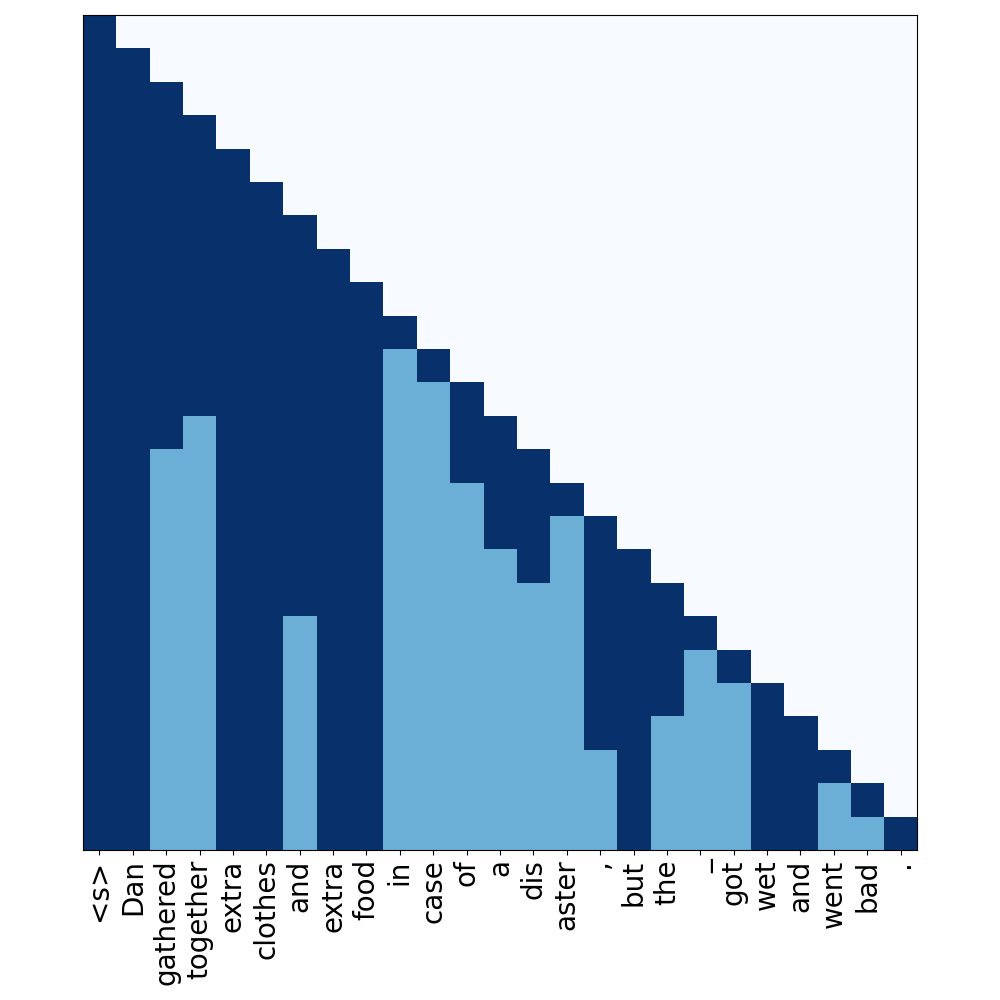 <s> Dan gathered together extra clothes and extra food in case of a dis aster , but the _ got wet and went bad .